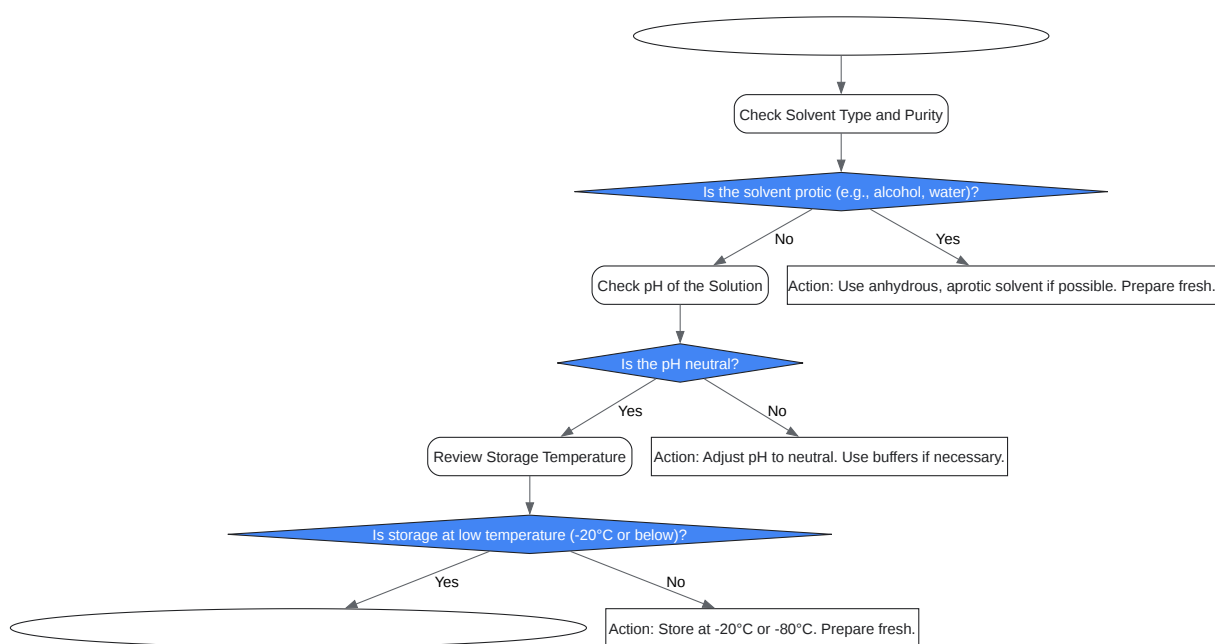 Check Solvent Type and Purity
Is the solvent protic (e.g., alcohol, water)?
No
Yes
Check pH of the Solution
Action: Use anhydrous, aprotic solvent if possible. Prepare fresh.
Is the pH neutral?
Yes
No
Review Storage Temperature
Action: Adjust pH to neutral. Use buffers if necessary.
Is storage at low temperature (-20°C or below)?
Yes
No
Action: Store at -20°C or -80°C. Prepare fresh.